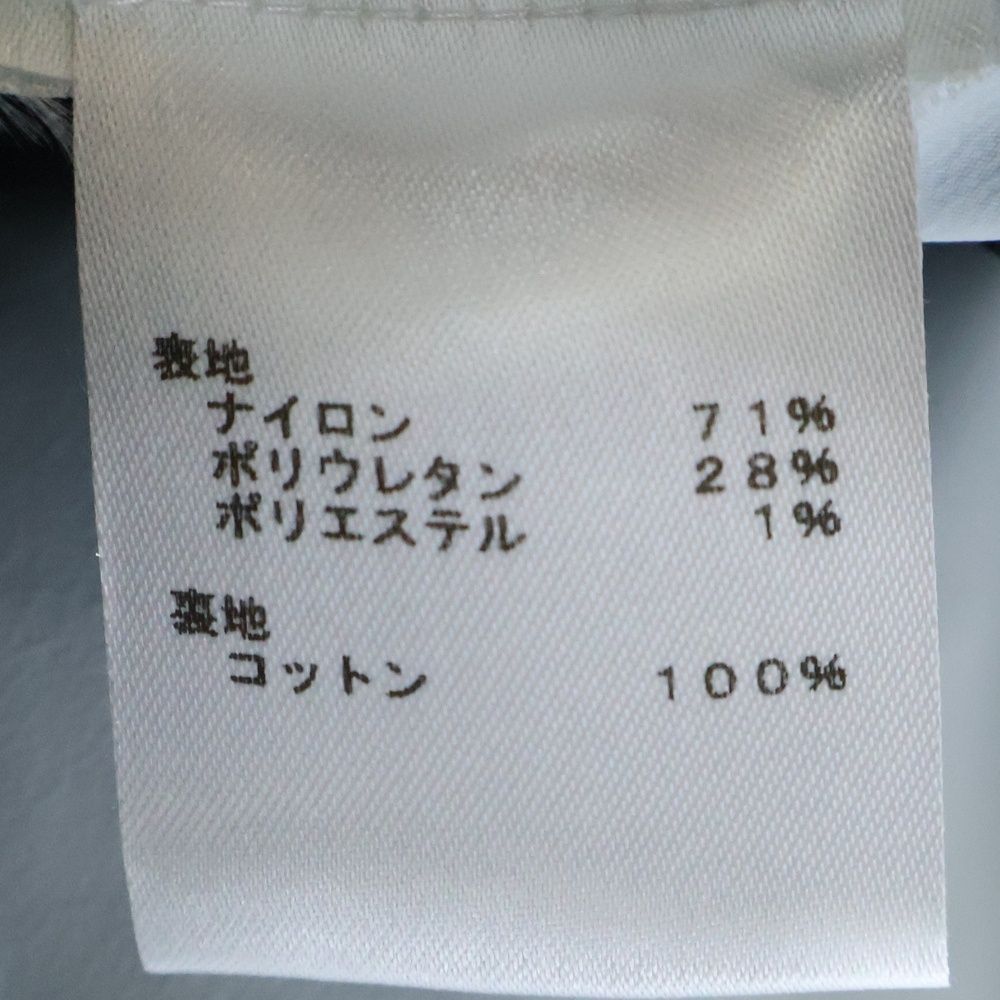 表地
ナイロン 71%
ポリウレタン 28%
ポリエステル 1%
裏地
コットン 100%